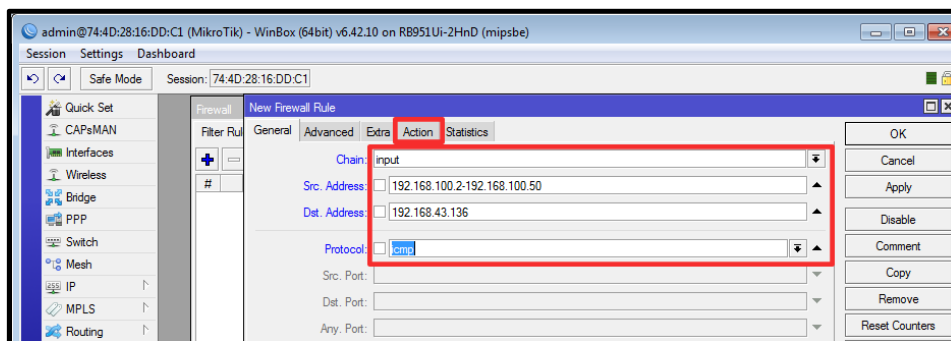 admin@74:4D:28:16:DD:C1 (MikroTik) - WinBox (64bit) v6.42.10 on RB951Ui-2HnD (mipsbe)
Session Settings Dashboard
Safe Mode Session: 74:4D:28:16:DD:C1
Quick Set
CAPsMAN
Interfaces
Wireless
Bridge
PPP
Switch
Mesh
IP
MPLS
Routing
Firewall
Filter Rul
#
New Firewall Rule
General Advanced Extra Action Statistics
Chain: input
Src. Address: 192.168.100.2-192.168.100.50
Dst. Address: 192.168.43.136
Protocol: icmp
Src. Port:
Dst. Port:
Any. Port:
OK
Cancel
Apply
Disable
Comment
Copy
Remove
Reset Counters